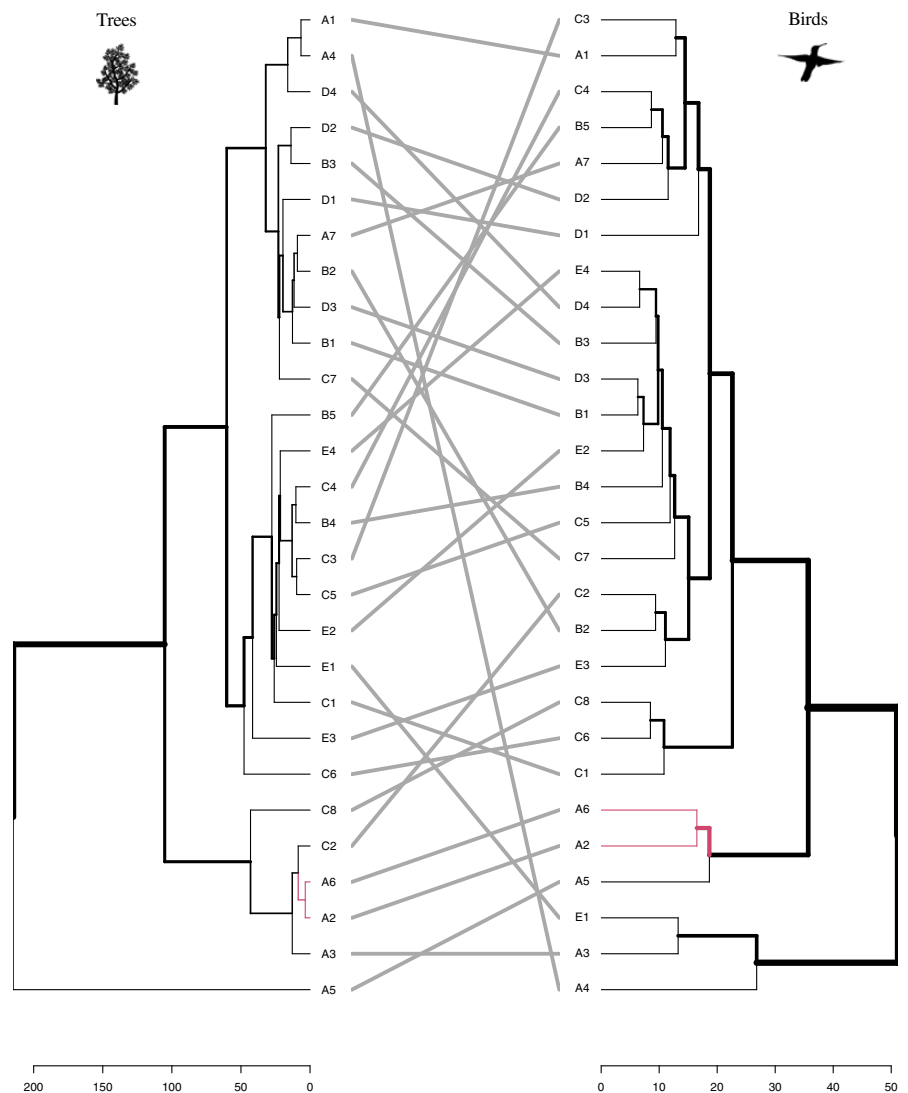 Trees
Birds
A1
A4
D4
D2
B3
D1
A7
B2
D3
B1
C7
B5
E4
C4
B4
C3
C5
E2
E1
C1
E3
C6
C8
C2
A6
A2
A3
A5
C3
A1
C4
B5
A7
D2
D1
E4
D4
B3
D3
B1
E2
B4
C5
C7
C2
B2
E3
C8
C6
C1
A6
A2
A5
E1
A3
A4
200 150 100 50 0
0 10 20 30 40 50